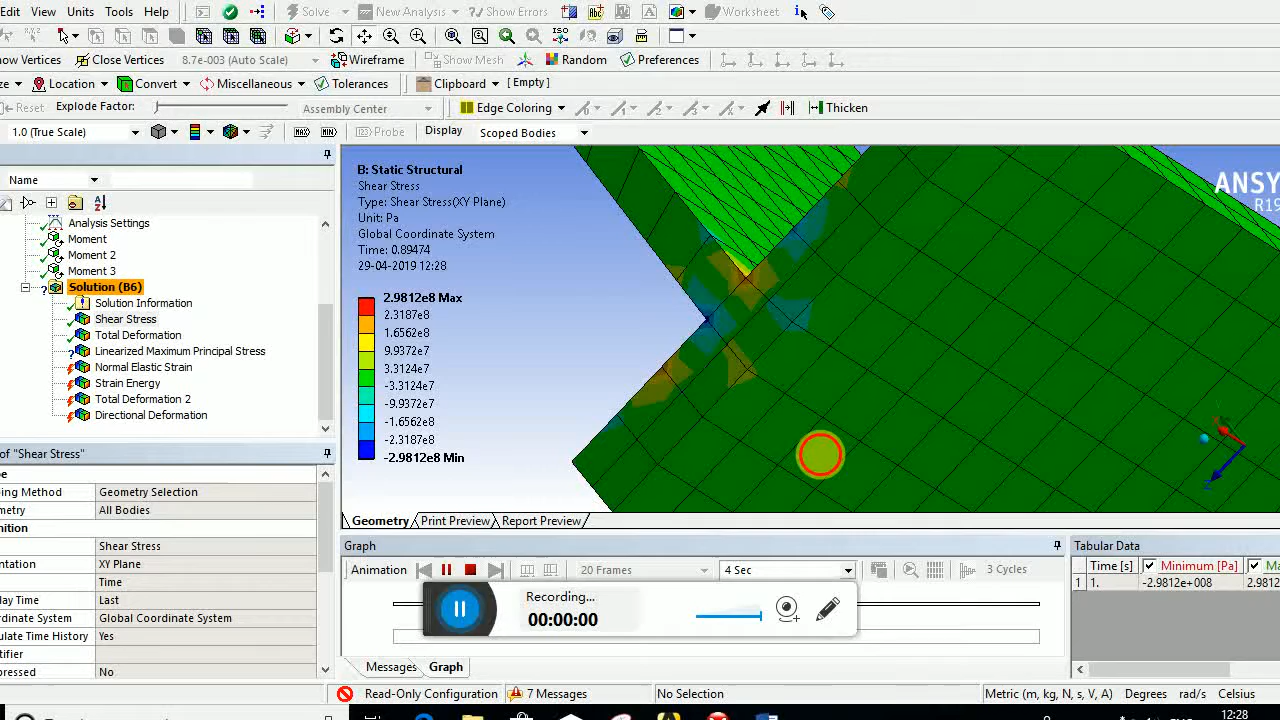 Edit View Units Tools Help Solve New Analysis Show Errors Worksheet
ow Vertices Close Vertices 8.7e-003 (Auto Scale) Wireframe Show Mesh Random Preferences
ze Location Convert Miscellaneous Tolerances Clipboard [ Empty ]
Reset Explode Factor: Assembly Center Edge Coloring Thicken
1.0 (True Scale) MAX MIN Probe Display Scoped Bodies
Name
Analysis Settings
Moment
Moment 2
Moment 3
Solution (B6)
Solution Information
Shear Stress
Total Deformation
Linearized Maximum Principal Stress
Normal Elastic Strain
Strain Energy
Total Deformation 2
Directional Deformation
of "Shear Stress"
pe
ping Method Geometry Selection
metry All Bodies
nition
Shear Stress
ntation XY Plane
Time
lay Time Last
rdinate System Global Coordinate System
ulate Time History Yes
tifier
pressed No
B: Static Structural
Shear Stress
Type: Shear Stress(XY Plane)
Unit: Pa
Global Coordinate System
Time: 0.89474
29-04-2019 12:28
2.9812e8 Max
2.3187e8
1.6562e8
9.9372e7
3.3124e7
-3.3124e7
-9.9372e7
-1.6562e8
-2.3187e8
-2.9812e8 Min
ANSY
R19
Geometry Print Preview Report Preview
Graph
Animation 20 Frames 4 Sec 3 Cycles
Recording...
00:00:00
Messages Graph
Tabular Data
Time [s] Minimum [Pa] Ma
1 1. -2.9812e+008 2.9812
Read-Only Configuration 7 Messages No Selection Metric (m, kg, N, s, V, A) Degrees rad/s Celsius
12:28